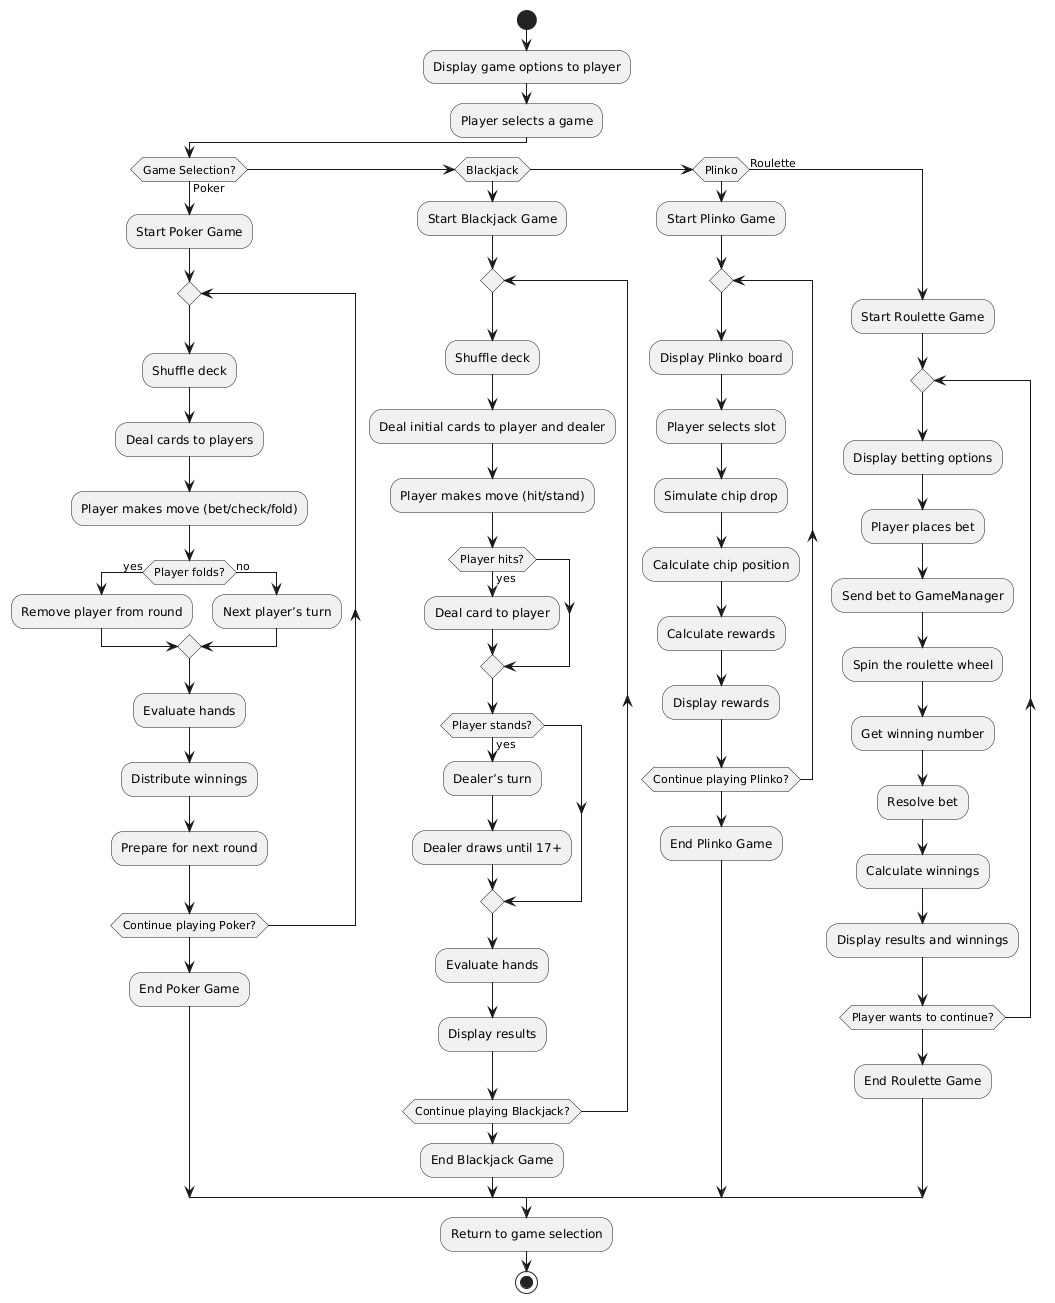 Display game options to player
Player selects a game
Game Selection?
Poker
Start Poker Game
Shuffle deck
Deal cards to players
Player makes move (bet/check/fold)
yes
Player folds?
no
Remove player from round
Next player’s turn
Evaluate hands
Distribute winnings
Prepare for next round
Continue playing Poker?
End Poker Game
Blackjack
Start Blackjack Game
Shuffle deck
Deal initial cards to player and dealer
Player makes move (hit/stand)
Player hits?
yes
Deal card to player
Player stands?
yes
Dealer’s turn
Dealer draws until 17+
Evaluate hands
Display results
Continue playing Blackjack?
End Blackjack Game
Plinko
Start Plinko Game
Display Plinko board
Player selects slot
Simulate chip drop
Calculate chip position
Calculate rewards
Display rewards
Continue playing Plinko?
End Plinko Game
Roulette
Start Roulette Game
Display betting options
Player places bet
Send bet to GameManager
Spin the roulette wheel
Get winning number
Resolve bet
Calculate winnings
Display results and winnings
Player wants to continue?
End Roulette Game
Return to game selection